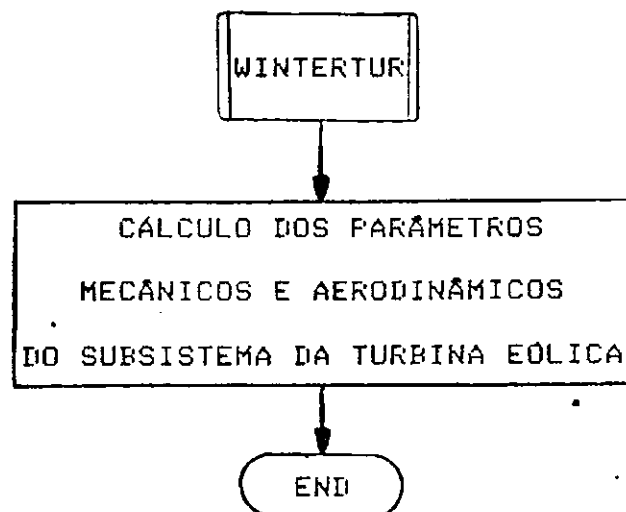 WINTERTUR
CÁLCULO DOS PARÂMETROS
MECÂNICOS E AERODINÂMICOS
DO SUBSISTEMA DA TURBINA EÓLICA
END